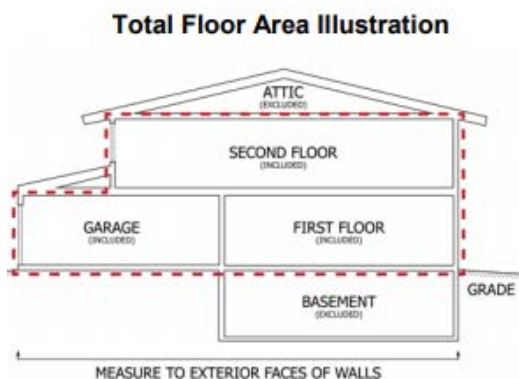 Total Floor Area Illustration
ATTIC
(EXCLUDED)
SECOND FLOOR
(INCLUDED)
GARAGE
(INCLUDED)
FIRST FLOOR
(INCLUDED)
GRADE
BASEMENT
(EXCLUDED)
MEASURE TO EXTERIOR FACES OF WALLS